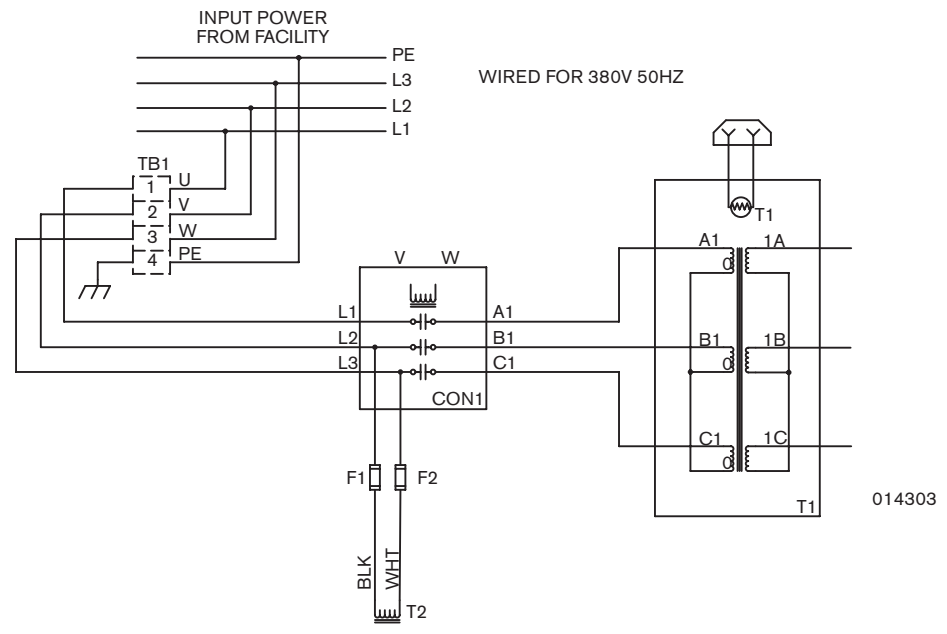 INPUT POWER
FROM FACILITY
PE
L3
L2
L1
WIRED FOR 380V 50HZ
TB1
1 U
2 V
3 W
4 PE
T1
A1 1A
0
V W
L1 A1
L2 B1
L3 C1
CON1
B1 1B
0
C1 1C
0
T1
014303
F1 F2
BLK
WHT
T2